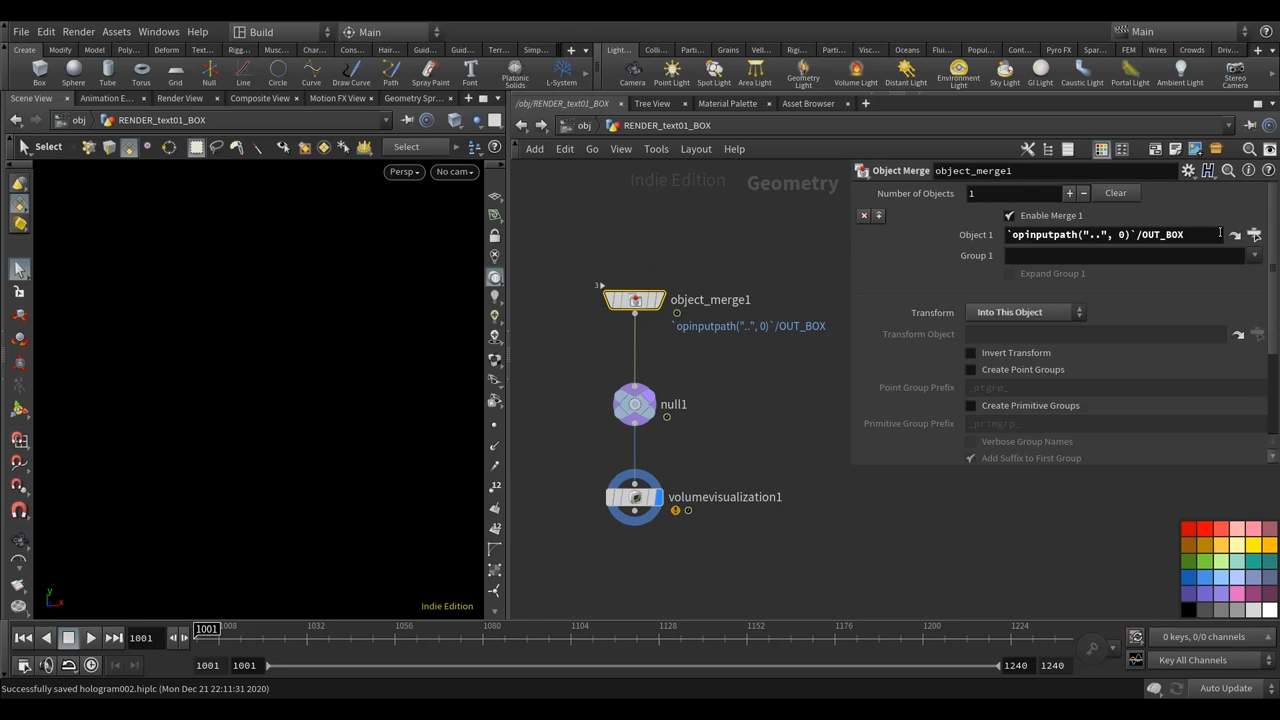 File Edit Render Assets Windows Help Build Main Main
Create Modify Model Poly... Deform Text... Rigg... Musc... Char... Cons... Hair... Guid... Guid... Terr... Simp... Light... Colli... Parti... Grains Vell... Rigi... Parti... Visc... Oceans Flui... Popul... Cont... Pyro FX Spar... FEM Wires Crowds Driv...
Box Sphere Tube Torus Grid Null Line Circle Curve Draw Curve Path Spray Paint Font Platonic Solids L-System Camera Point Light Spot Light Area Light Geometry Light Volume Light Distant Light Environment Light Sky Light GI Light Caustic Light Portal Light Ambient Light Stereo Camera
Scene View Animation E... Render View Composite View Motion FX View Geometry Spr... /obj/RENDER_text01_BOX Tree View Material Palette Asset Browser
obj RENDER_text01_BOX obj RENDER_text01_BOX
Select Select Add Edit Go View Tools Layout Help
Persp No cam Indie Edition Geometry Object Merge object_merge1
Number of Objects 1 Clear
Enable Merge 1
Object 1 `opinputpath("..", 0)`/OUT_BOX
Group 1
Expand Group 1
3 object_merge1
`opinputpath("..", 0)`/OUT_BOX
Transform Into This Object
Transform Object
Invert Transform
Create Point Groups
Point Group Prefix _ptgrp_
null1 Create Primitive Groups
Primitive Group Prefix _primgrp_
Verbose Group Names
Add Suffix to First Group
12
volumevisualization1
12
y
x
Indie Edition
1001 1001 1008 1032 1056 1080 1104 1128 1152 1176 1200 1224 0 keys, 0/0 channels
1001 1001 1240 1240 Key All Channels
Successfully saved hologram002.hiplc (Mon Dec 21 22:11:31 2020) Auto Update